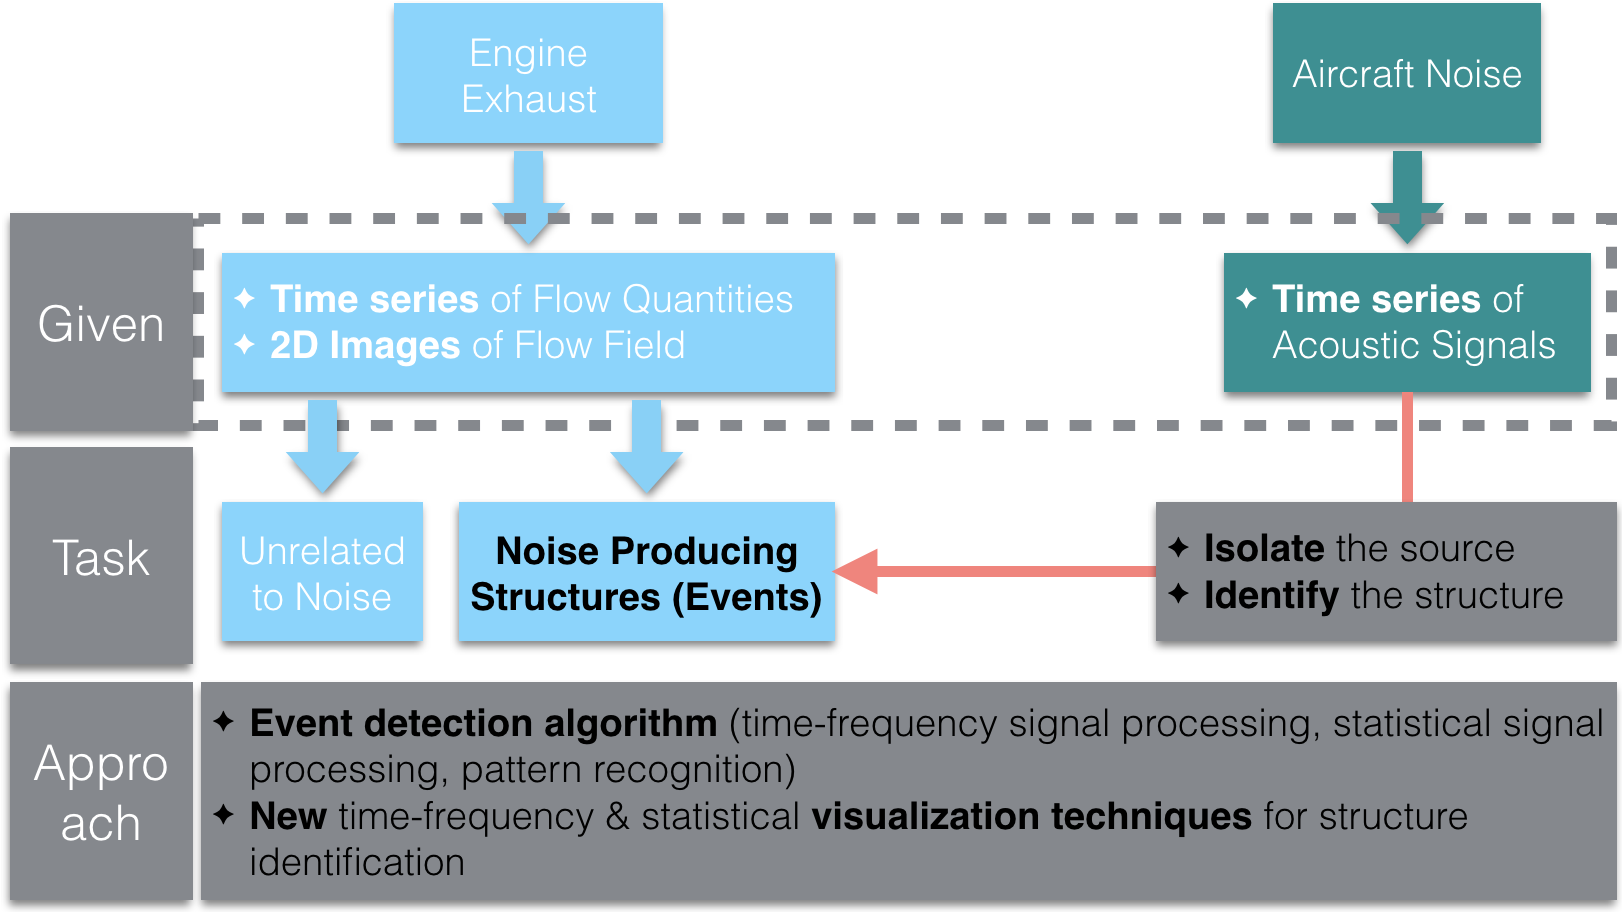 Engine
Exhaust
Aircraft Noise
Given
✦ Time series of Flow Quantities
✦ 2D Images of Flow Field
✦ Time series of
Acoustic Signals
Task
Unrelated
to Noise
Noise Producing
Structures (Events)
✦ Isolate the source
✦ Identify the structure
Appro
ach
✦ Event detection algorithm (time-frequency signal processing, statistical signal
processing, pattern recognition)
✦ New time-frequency & statistical visualization techniques for structure
identification